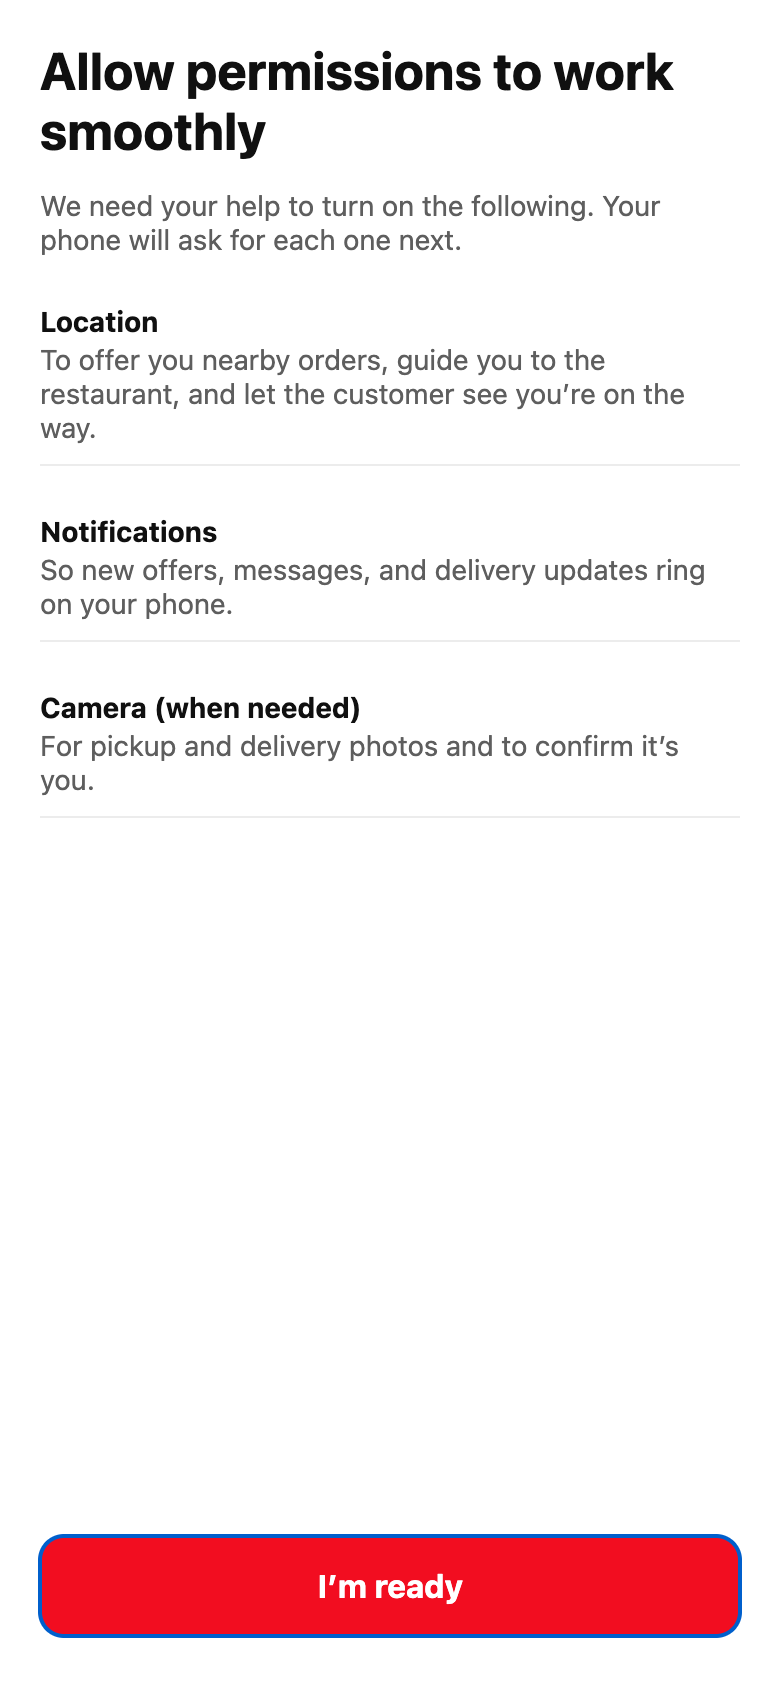 Allow permissions to work
smoothly
We need your help to turn on the following. Your
phone will ask for each one next.
Location
To offer you nearby orders, guide you to the
restaurant, and let the customer see you’re on the
way.
Notifications
So new offers, messages, and delivery updates ring
on your phone.
Camera (when needed)
For pickup and delivery photos and to confirm it’s
you.
I’m ready